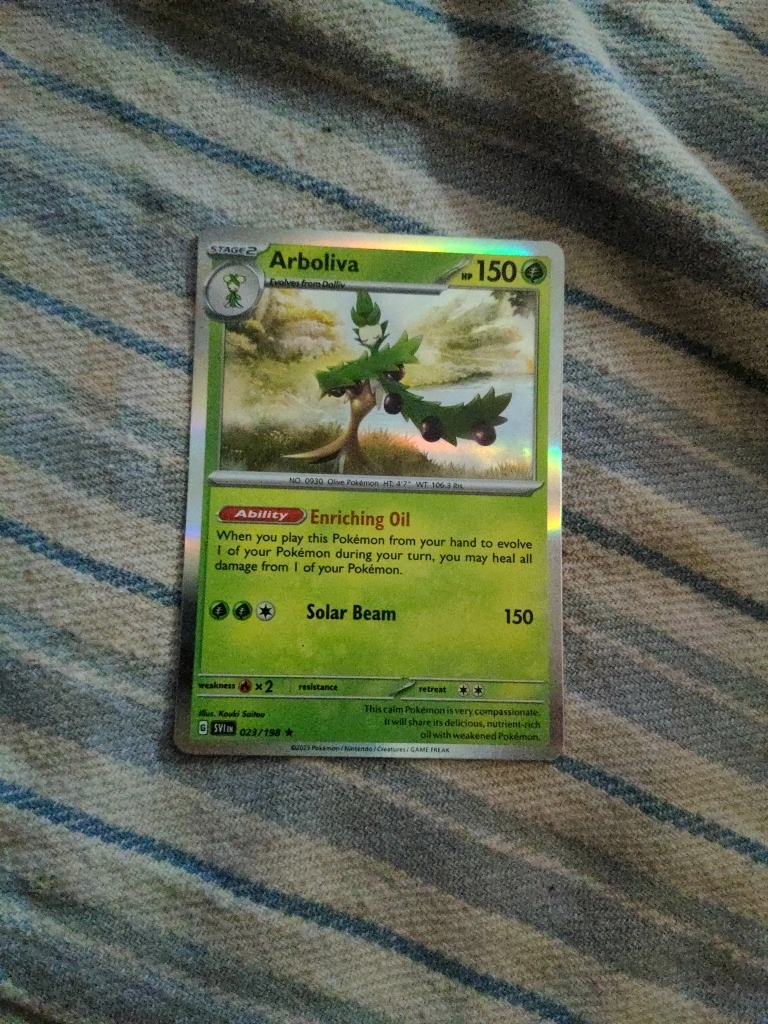 STAGE2 Arboliva HP 150
Evolves from Dolliv
NO. 0930 Olive Pokémon HT: 4'7" WT: 106.3 lbs.
Ability Enriching Oil
When you play this Pokémon from your hand to evolve
1 of your Pokémon during your turn, you may heal all
damage from 1 of your Pokémon.
Solar Beam 150
weakness ×2 resistance retreat
Illus. Kouki Saitou
This calm Pokémon is very compassionate.
It will share its delicious, nutrient-rich
oil with weakened Pokémon.
G SVI EN 023/198
©2023 Pokémon / Nintendo / Creatures / GAME FREAK